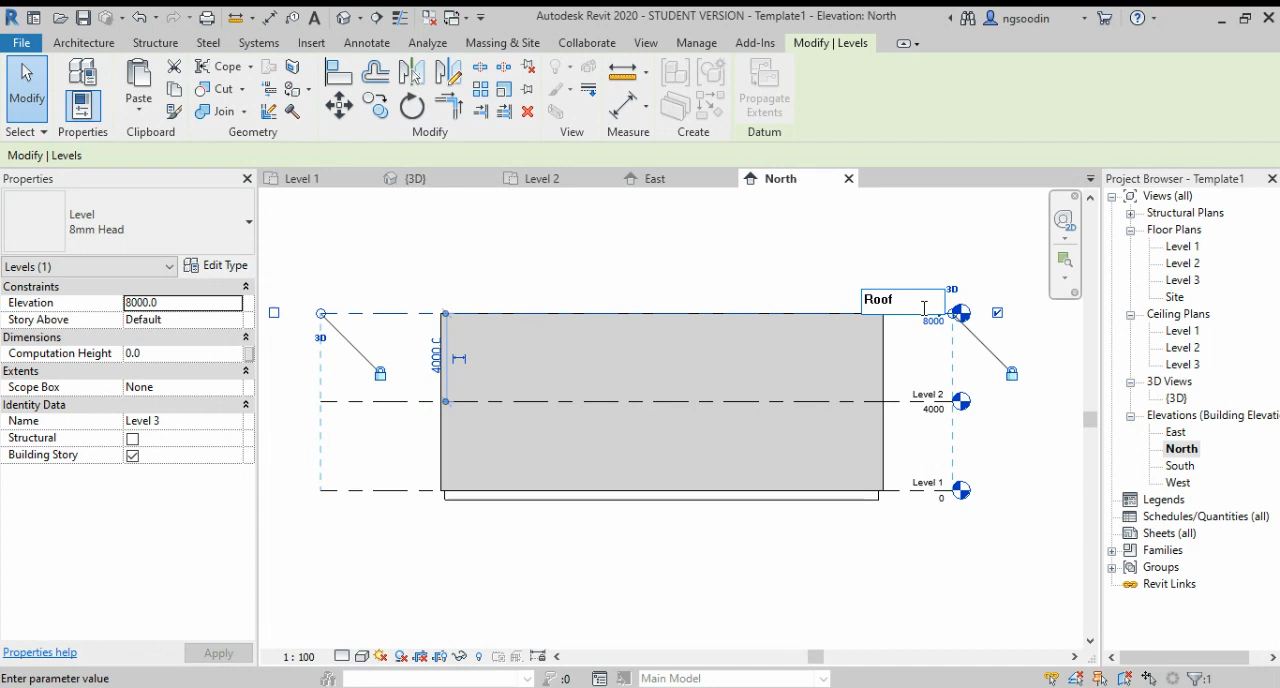 Autodesk Revit 2020 - STUDENT VERSION - Template1 - Elevation: North
ngsoodin
File
Architecture
Structure
Steel
Systems
Insert
Annotate
Analyze
Massing & Site
Collaborate
View
Manage
Add-Ins
Modify | Levels
Modify
Paste
Cope
Cut
Join
Propagate
Extents
Select
Properties
Clipboard
Geometry
Modify
View
Measure
Create
Datum
Modify | Levels
Properties
Level
8mm Head
Levels (1)
Edit Type
Constraints
Elevation 8000.0
Story Above Default
Dimensions
Computation Height 0.0
Extents
Scope Box None
Identity Data
Name Level 3
Structural
Building Story
Properties help
Apply
Level 1
{3D}
Level 2
East
North
2D
Roof
3D
8000
3D
4000.0
Level 2
4000
Level 1
0
1 : 100
Project Browser - Template1
Views (all)
Structural Plans
Floor Plans
Level 1
Level 2
Level 3
Site
Ceiling Plans
Level 1
Level 2
Level 3
3D Views
{3D}
Elevations (Building Elevati
East
North
South
West
Legends
Schedules/Quantities (all)
Sheets (all)
Families
Groups
Revit Links
Enter parameter value
:0
Main Model
:1